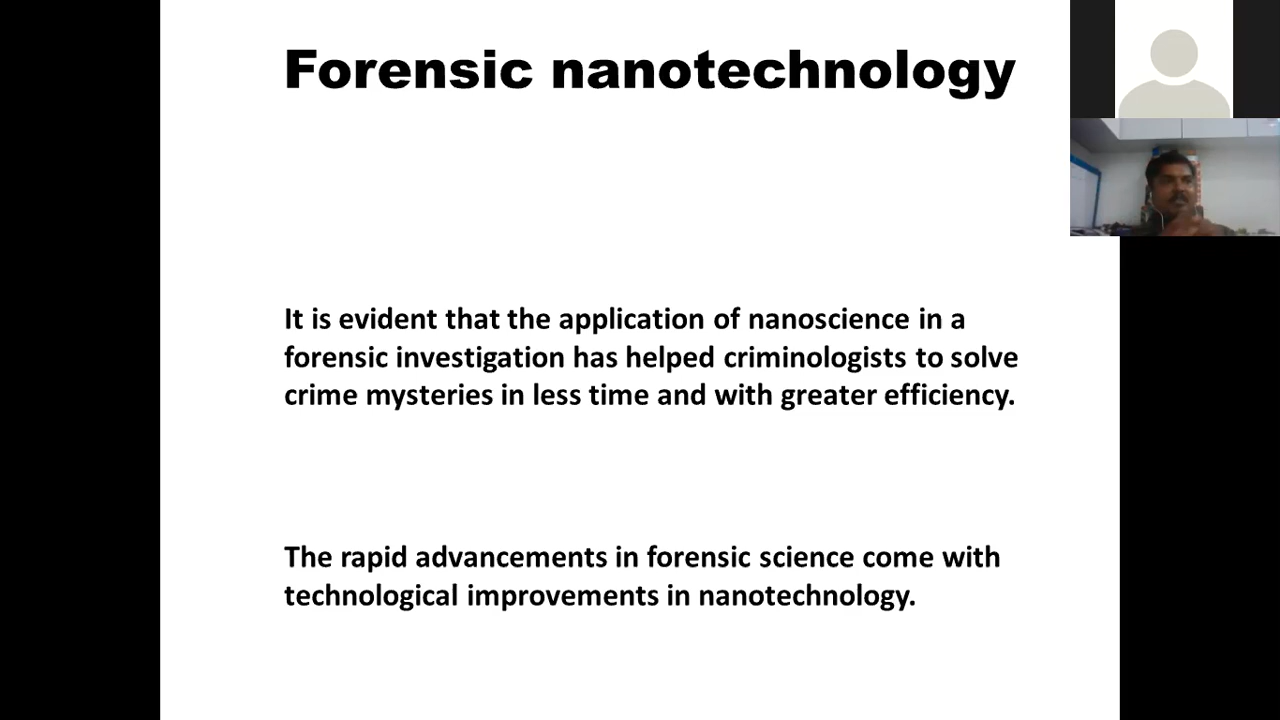 Forensic nanotechnology
It is evident that the application of nanoscience in a
forensic investigation has helped criminologists to solve
crime mysteries in less time and with greater efficiency.
The rapid advancements in forensic science come with
technological improvements in nanotechnology.